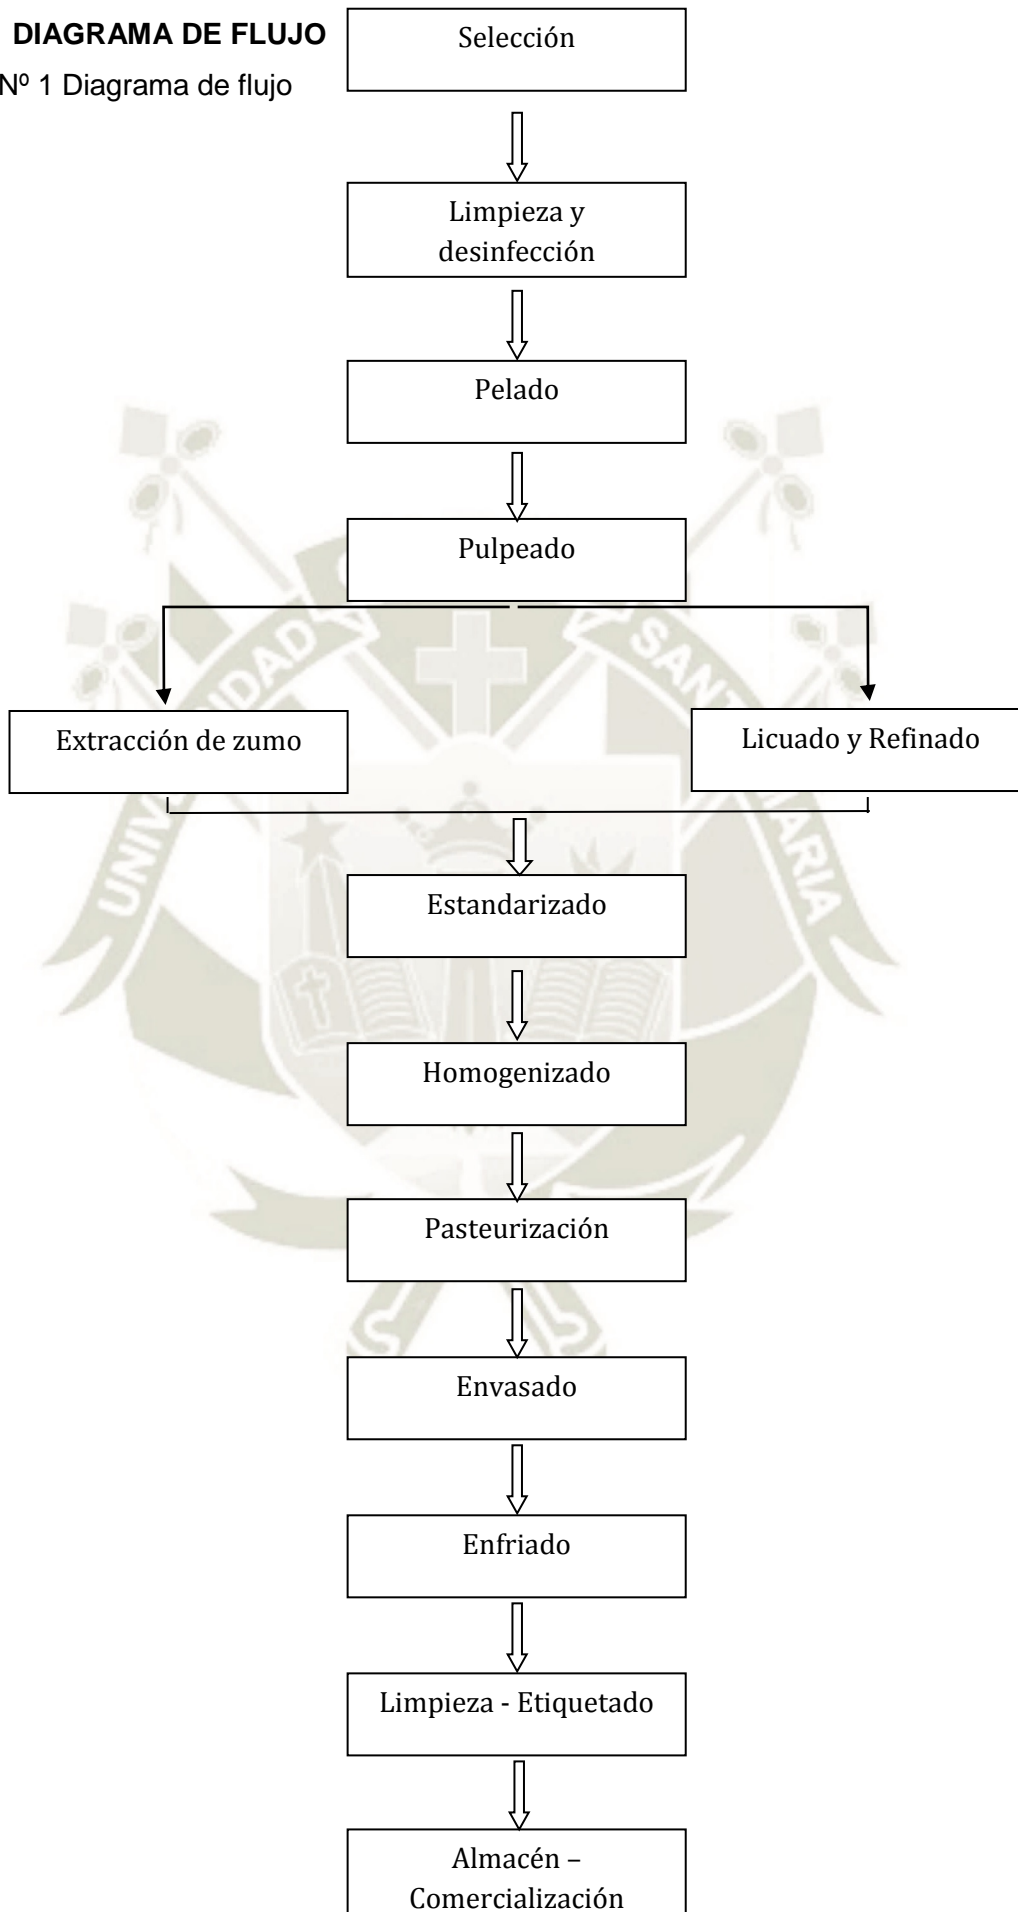 DIAGRAMA DE FLUJO
Nº 1 Diagrama de flujo
Selección
Limpieza y
desinfección
Pelado
Pulpeado
Extracción de zumo
Licuado y Refinado
Estandarizado
Homogenizado
Pasteurización
Envasado
Enfriado
Limpieza - Etiquetado
Almacén –
Comercialización